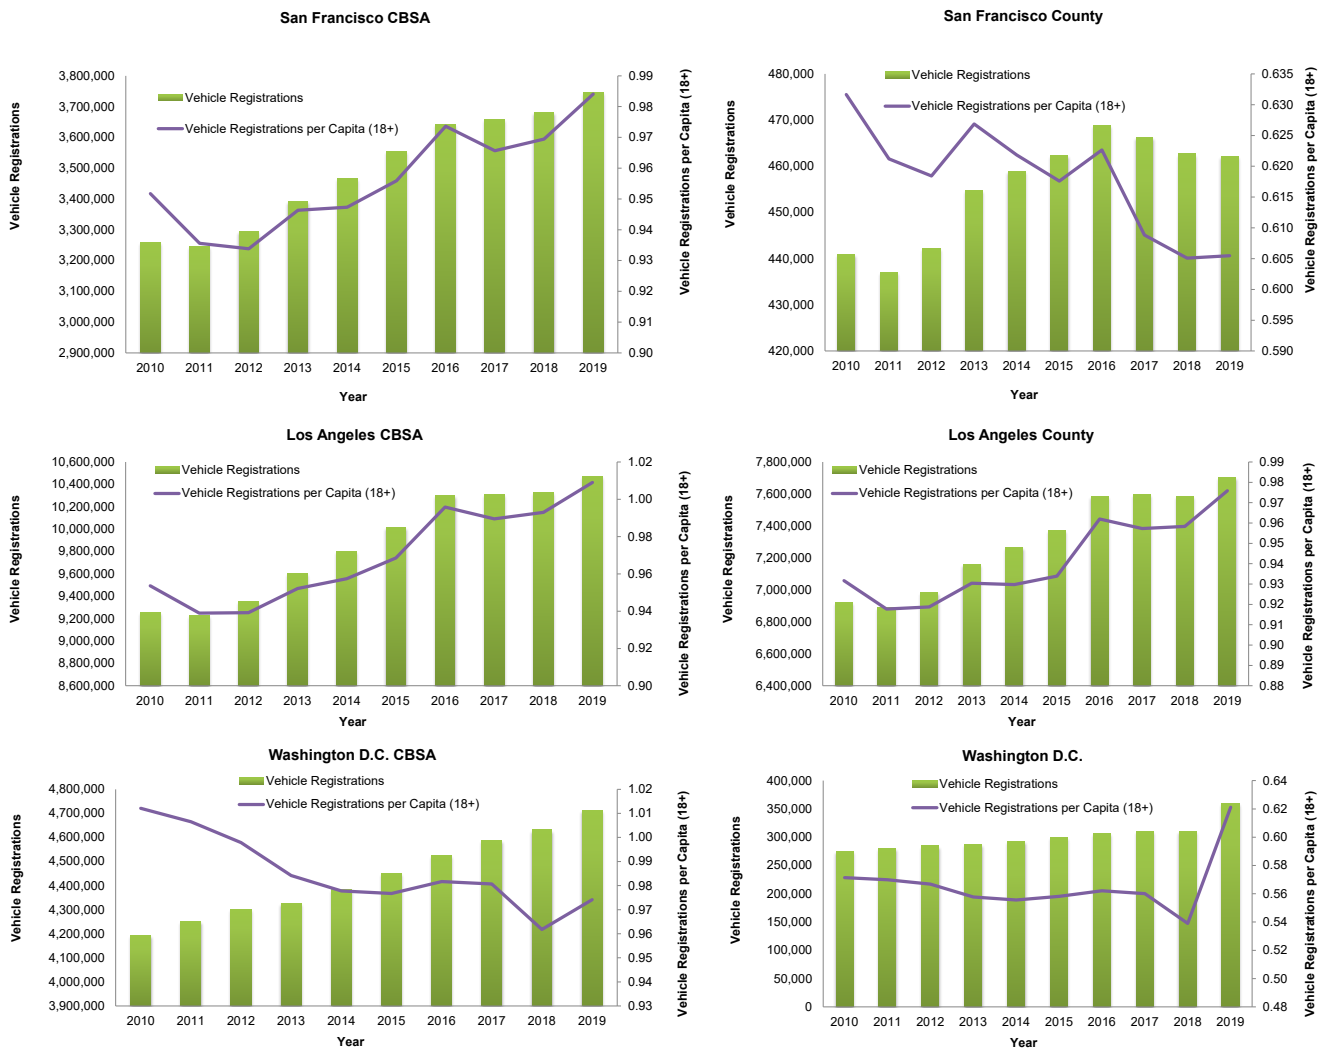 San Francisco CBSA
Vehicle Registrations
3,800,000
3,700,000
3,600,000
3,500,000
3,400,000
3,300,000
3,200,000
3,100,000
3,000,000
2,900,000
Vehicle Registrations
Vehicle Registrations per Capita (18+)
0.99
0.98
0.97
0.96
0.95
0.94
0.93
0.92
0.91
0.90
Vehicle Registrations per Capita (18+)
2010 2011 2012 2013 2014 2015 2016 2017 2018 2019
Year
San Francisco County
Vehicle Registrations
480,000
470,000
460,000
450,000
440,000
430,000
420,000
Vehicle Registrations
Vehicle Registrations per Capita (18+)
0.635
0.630
0.625
0.620
0.615
0.610
0.605
0.600
0.595
0.590
Vehicle Registrations per Capita (18+)
2010 2011 2012 2013 2014 2015 2016 2017 2018 2019
Year
Los Angeles CBSA
Vehicle Registrations
10,600,000
10,400,000
10,200,000
10,000,000
9,800,000
9,600,000
9,400,000
9,200,000
9,000,000
8,800,000
8,600,000
Vehicle Registrations
Vehicle Registrations per Capita (18+)
1.02
1.00
0.98
0.96
0.94
0.92
0.90
Vehicle Registrations per Capita (18+)
2010 2011 2012 2013 2014 2015 2016 2017 2018 2019
Year
Los Angeles County
Vehicle Registrations
7,800,000
7,600,000
7,400,000
7,200,000
7,000,000
6,800,000
6,600,000
6,400,000
Vehicle Registrations
Vehicle Registrations per Capita (18+)
0.99
0.98
0.97
0.96
0.95
0.94
0.93
0.92
0.91
0.90
0.89
0.88
Vehicle Registrations per Capita (18+)
2010 2011 2012 2013 2014 2015 2016 2017 2018 2019
Year
Washington D.C. CBSA
Vehicle Registrations
4,800,000
4,700,000
4,600,000
4,500,000
4,400,000
4,300,000
4,200,000
4,100,000
4,000,000
3,900,000
Vehicle Registrations
Vehicle Registrations per Capita (18+)
1.02
1.01
1.00
0.99
0.98
0.97
0.96
0.95
0.94
0.93
Vehicle Registrations per Capita (18+)
2010 2011 2012 2013 2014 2015 2016 2017 2018 2019
Year
Washington D.C.
Vehicle Registrations
400,000
350,000
300,000
250,000
200,000
150,000
100,000
50,000
0
Vehicle Registrations
Vehicle Registrations per Capita (18+)
0.64
0.62
0.60
0.58
0.56
0.54
0.52
0.50
0.48
Vehicle Registrations per Capita (18+)
2010 2011 2012 2013 2014 2015 2016 2017 2018 2019
Year